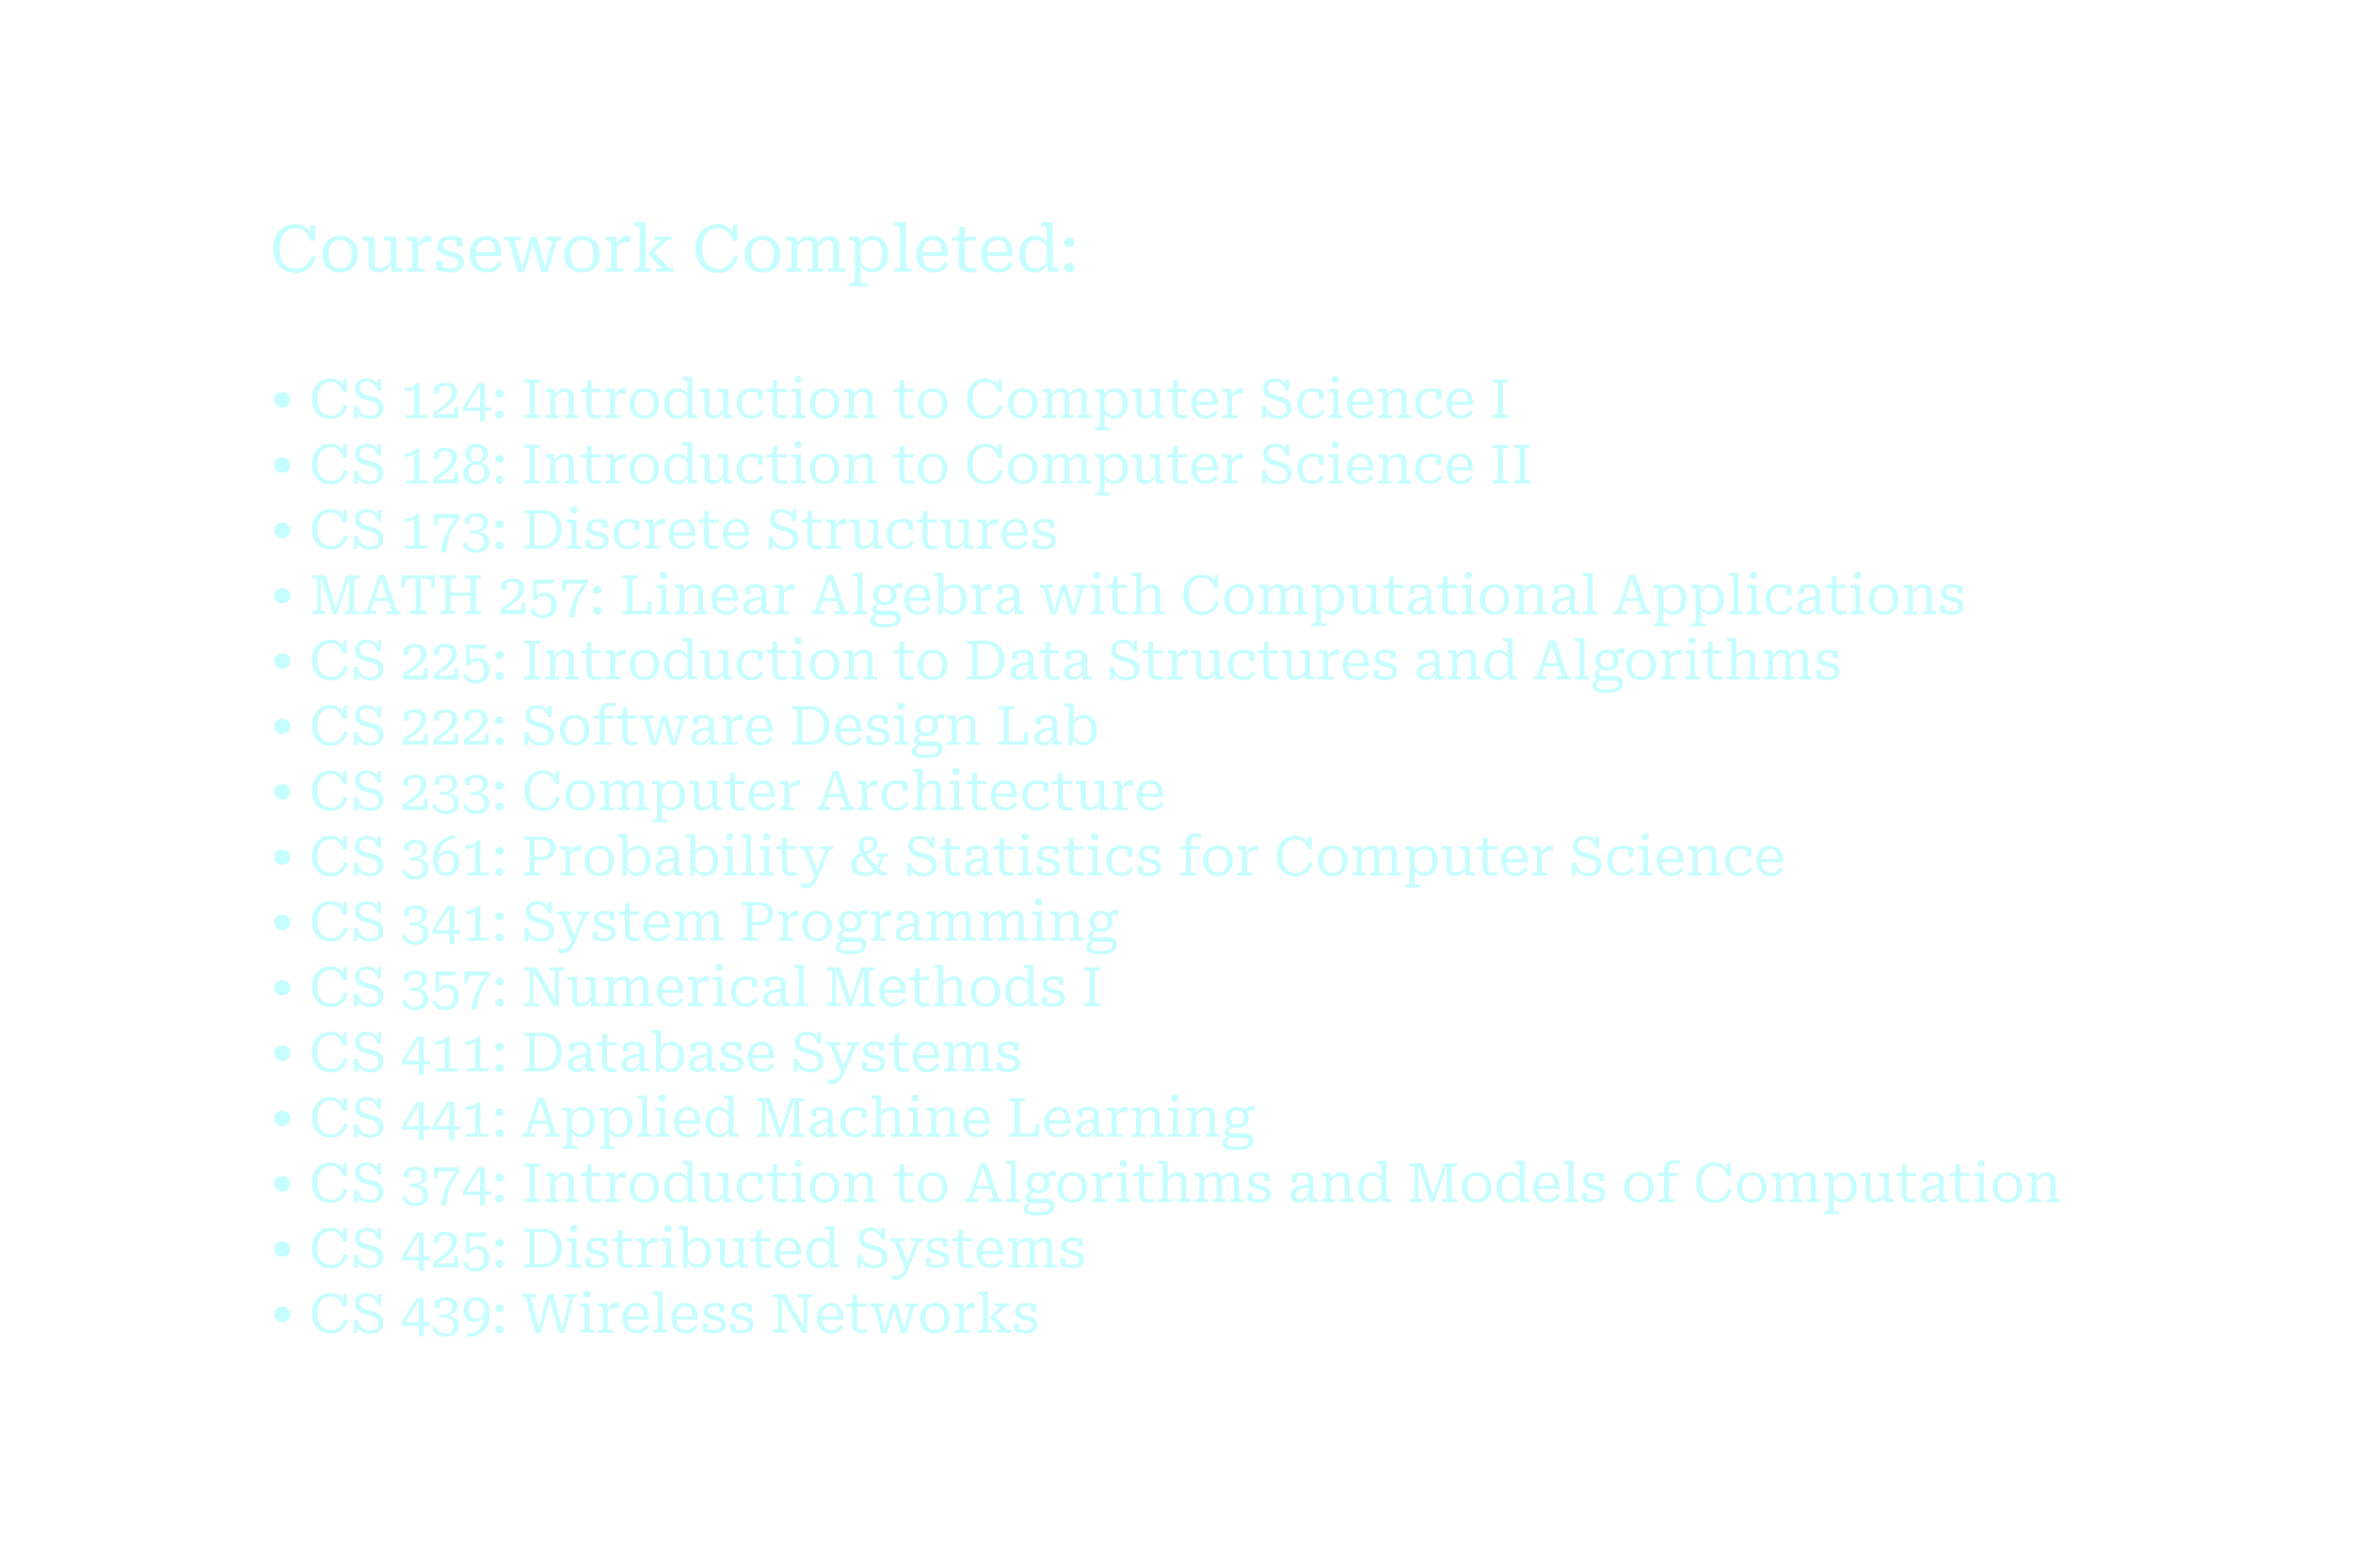 Coursework Completed:
• CS 124: Introduction to Computer Science I
• CS 128: Introduction to Computer Science II
• CS 173: Discrete Structures
• MATH 257: Linear Algebra with Computational Applications
• CS 225: Introduction to Data Structures and Algorithms
• CS 222: Software Design Lab
• CS 233: Computer Architecture
• CS 361: Probability & Statistics for Computer Science
• CS 341: System Programming
• CS 357: Numerical Methods I
• CS 411: Database Systems
• CS 441: Applied Machine Learning
• CS 374: Introduction to Algorithms and Models of Computation
• CS 425: Distributed Systems
• CS 439: Wireless Networks